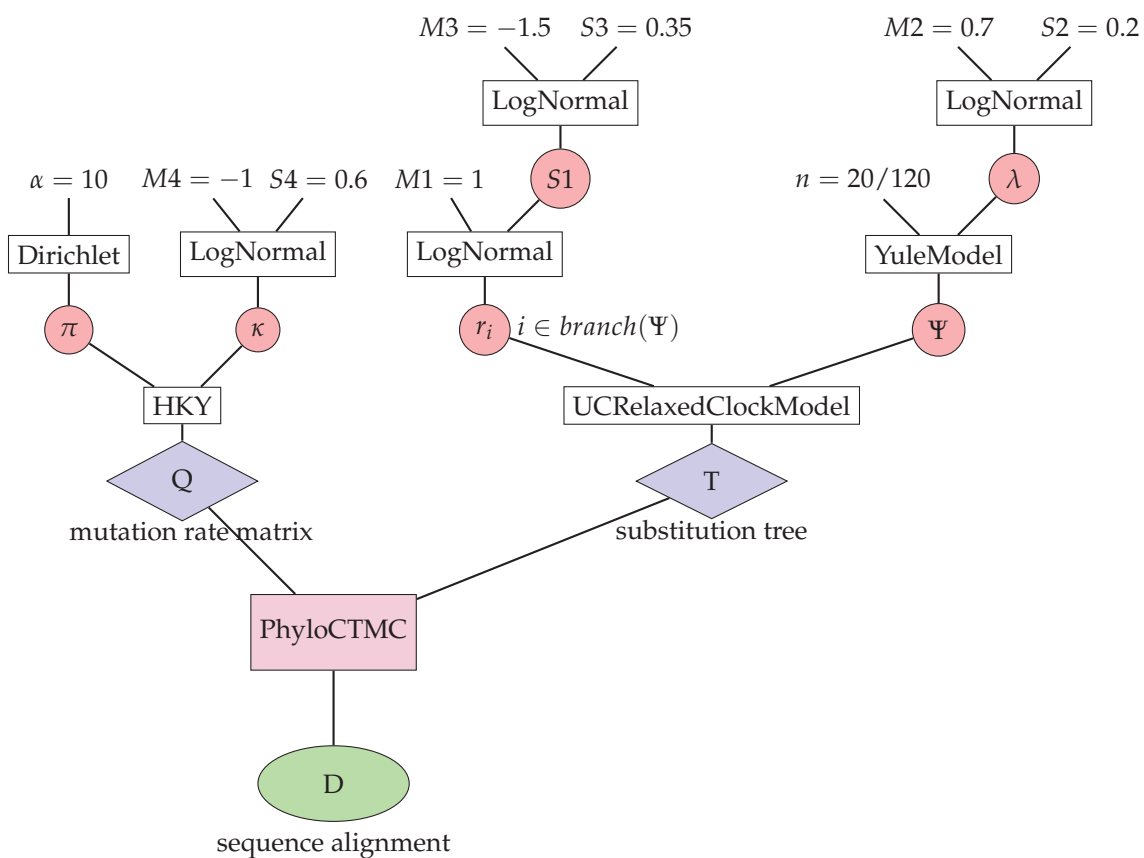 M3 = −1.5 S3 = 0.35 M2 = 0.7 S2 = 0.2
LogNormal LogNormal
α = 10 M4 = −1 S4 = 0.6 M1 = 1 S1 n = 20/120 λ
Dirichlet LogNormal LogNormal YuleModel
π κ r_i i ∈ branch(Ψ) Ψ
HKY UCRelaxedClockModel
Q T
mutation rate matrix substitution tree
PhyloCTMC
D
sequence alignment